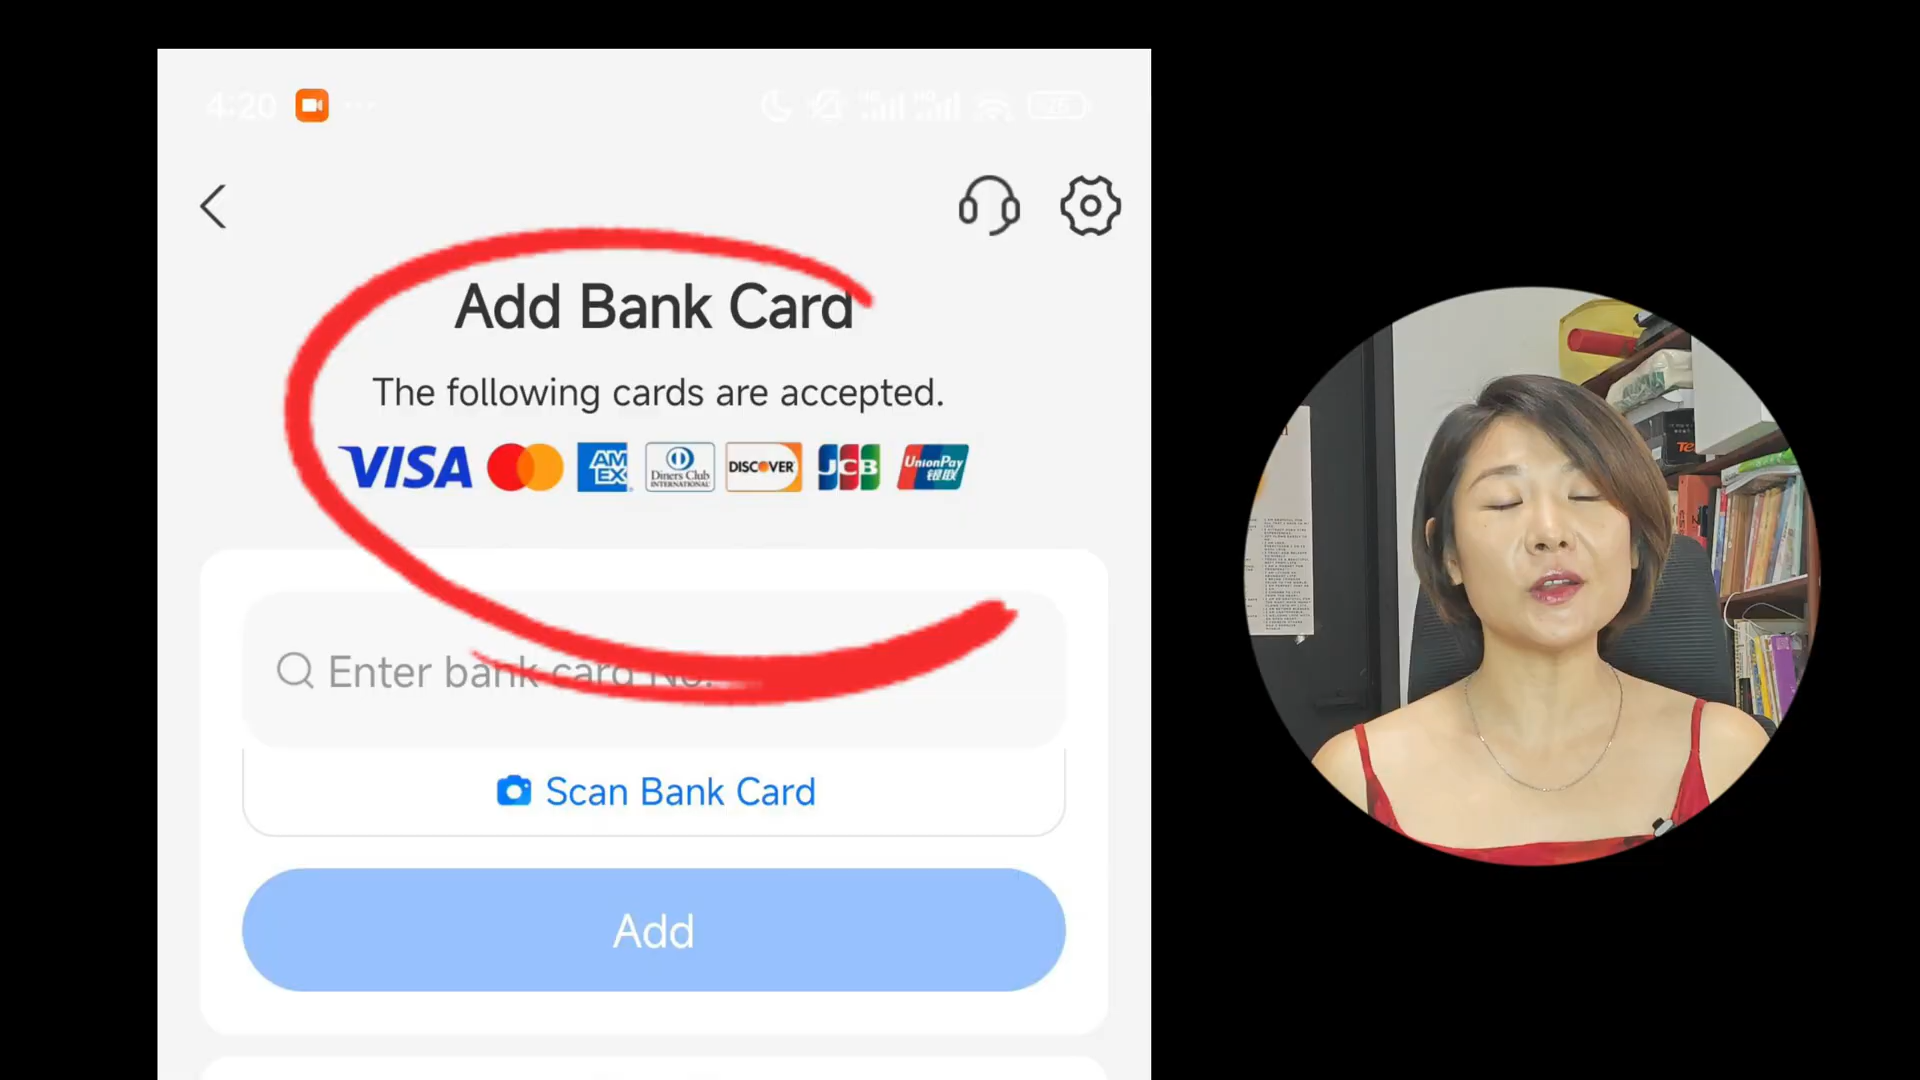 4:20
Add Bank Card
The following cards are accepted.
VISA
AM
EX
Diners Club
INTERNATIONAL
DISCOVER
JCB
UnionPay
银联
Enter bank card No.
Scan Bank Card
Add